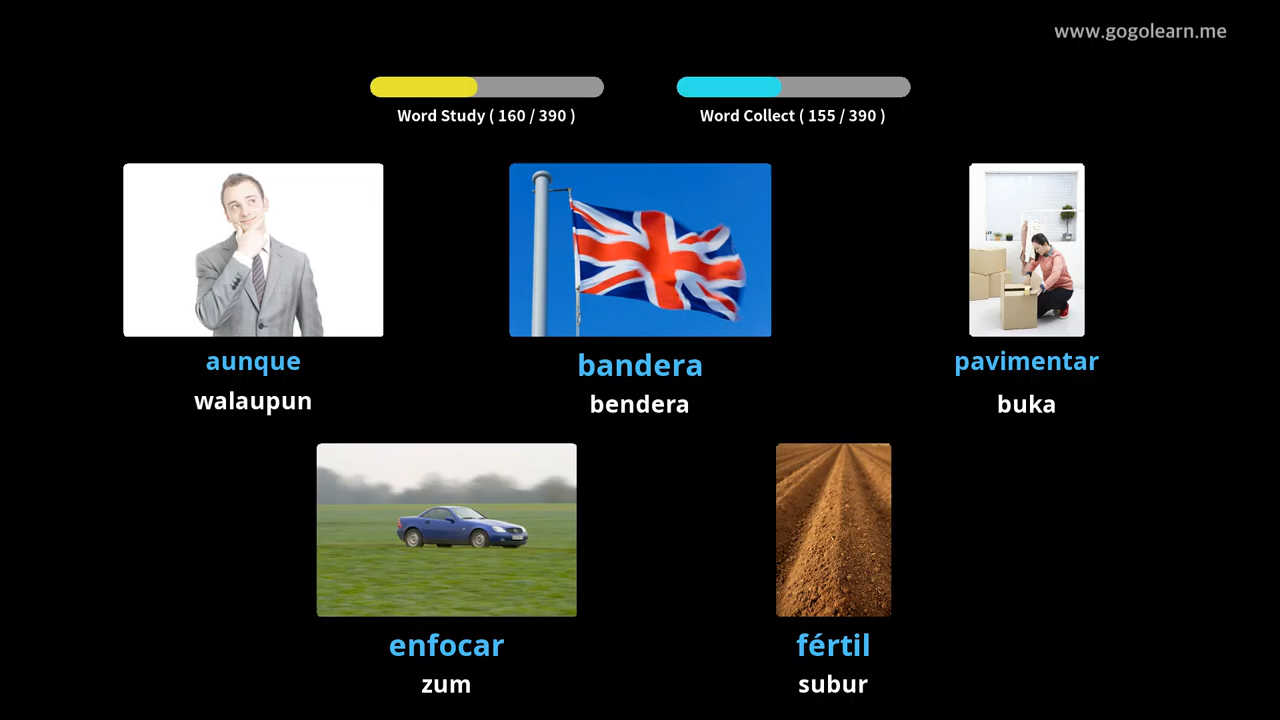 www.gogolearn.me
Word Study ( 160 / 390 )
Word Collect ( 155 / 390 )
aunque
walaupun
bandera
bendera
pavimentar
buka
enfocar
zum
fértil
subur